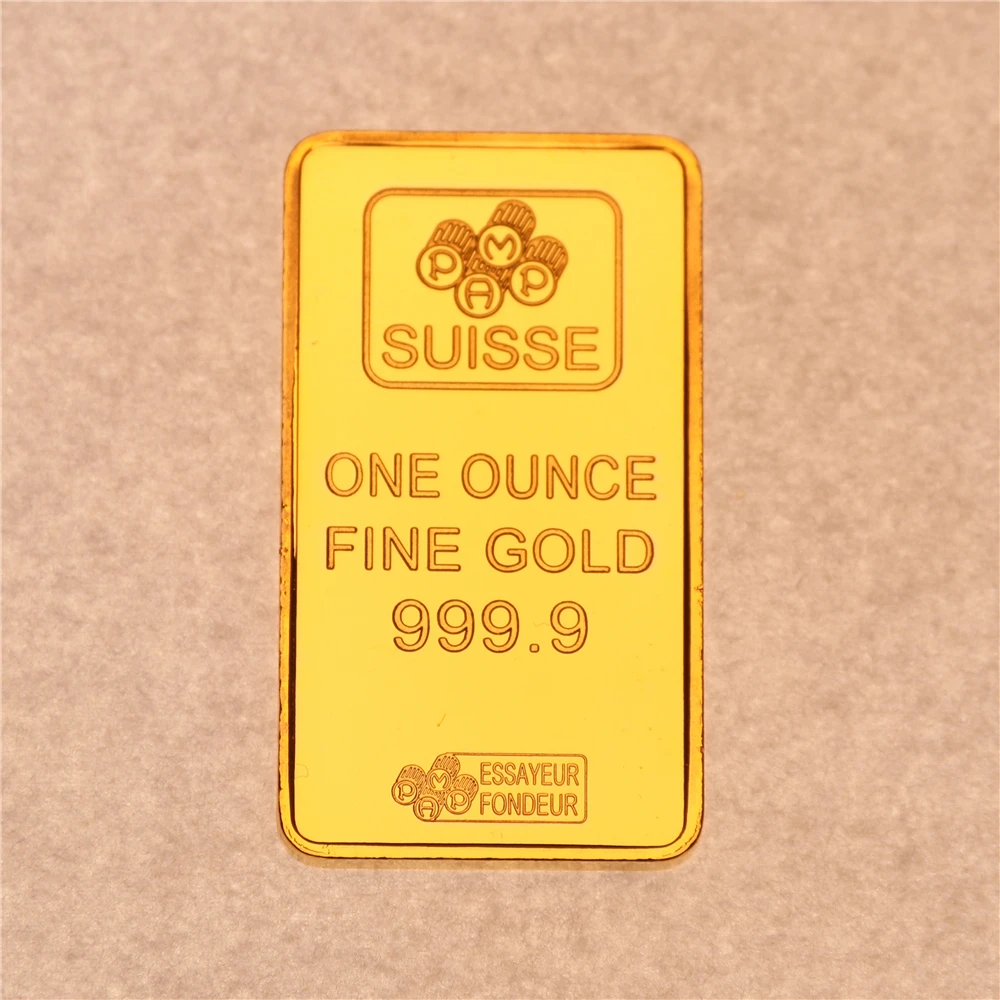 PAMP
SUISSE
ONE OUNCE
FINE GOLD
999.9
PAMP
ESSAYEUR
FONDEUR